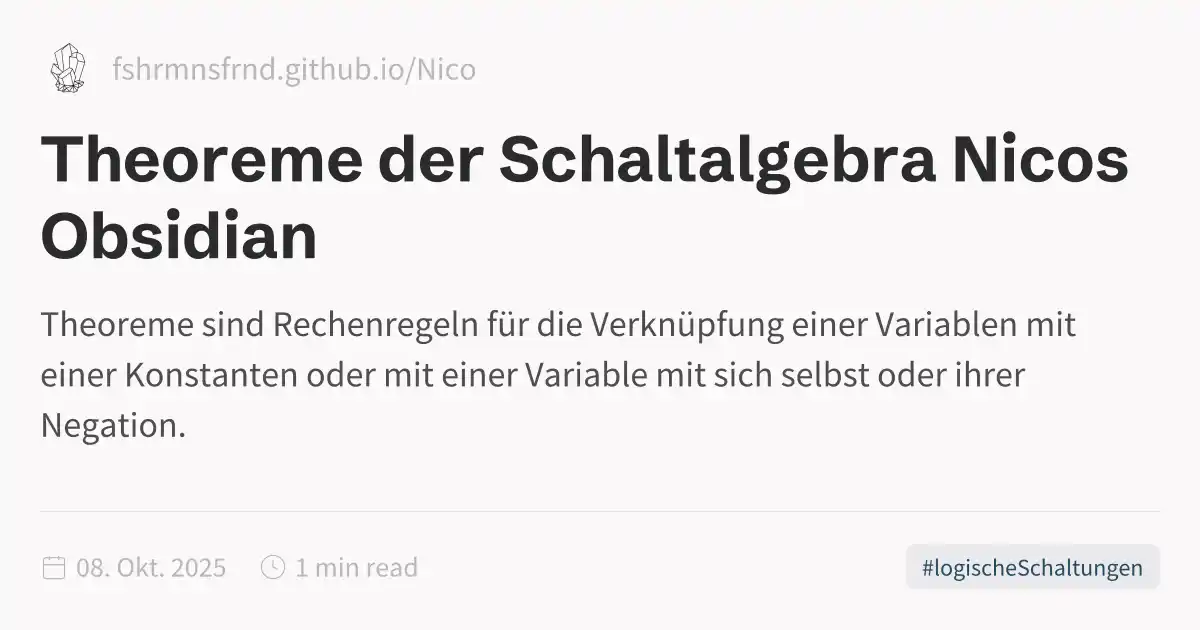 fshrmnsfrnd.github.io/Nico
Theoreme der Schaltalgebra Nicos
Obsidian
Theoreme sind Rechenregeln für die Verknüpfung einer Variablen mit
einer Konstanten oder mit einer Variable mit sich selbst oder ihrer
Negation.
08. Okt. 2025 1 min read #logischeSchaltungen